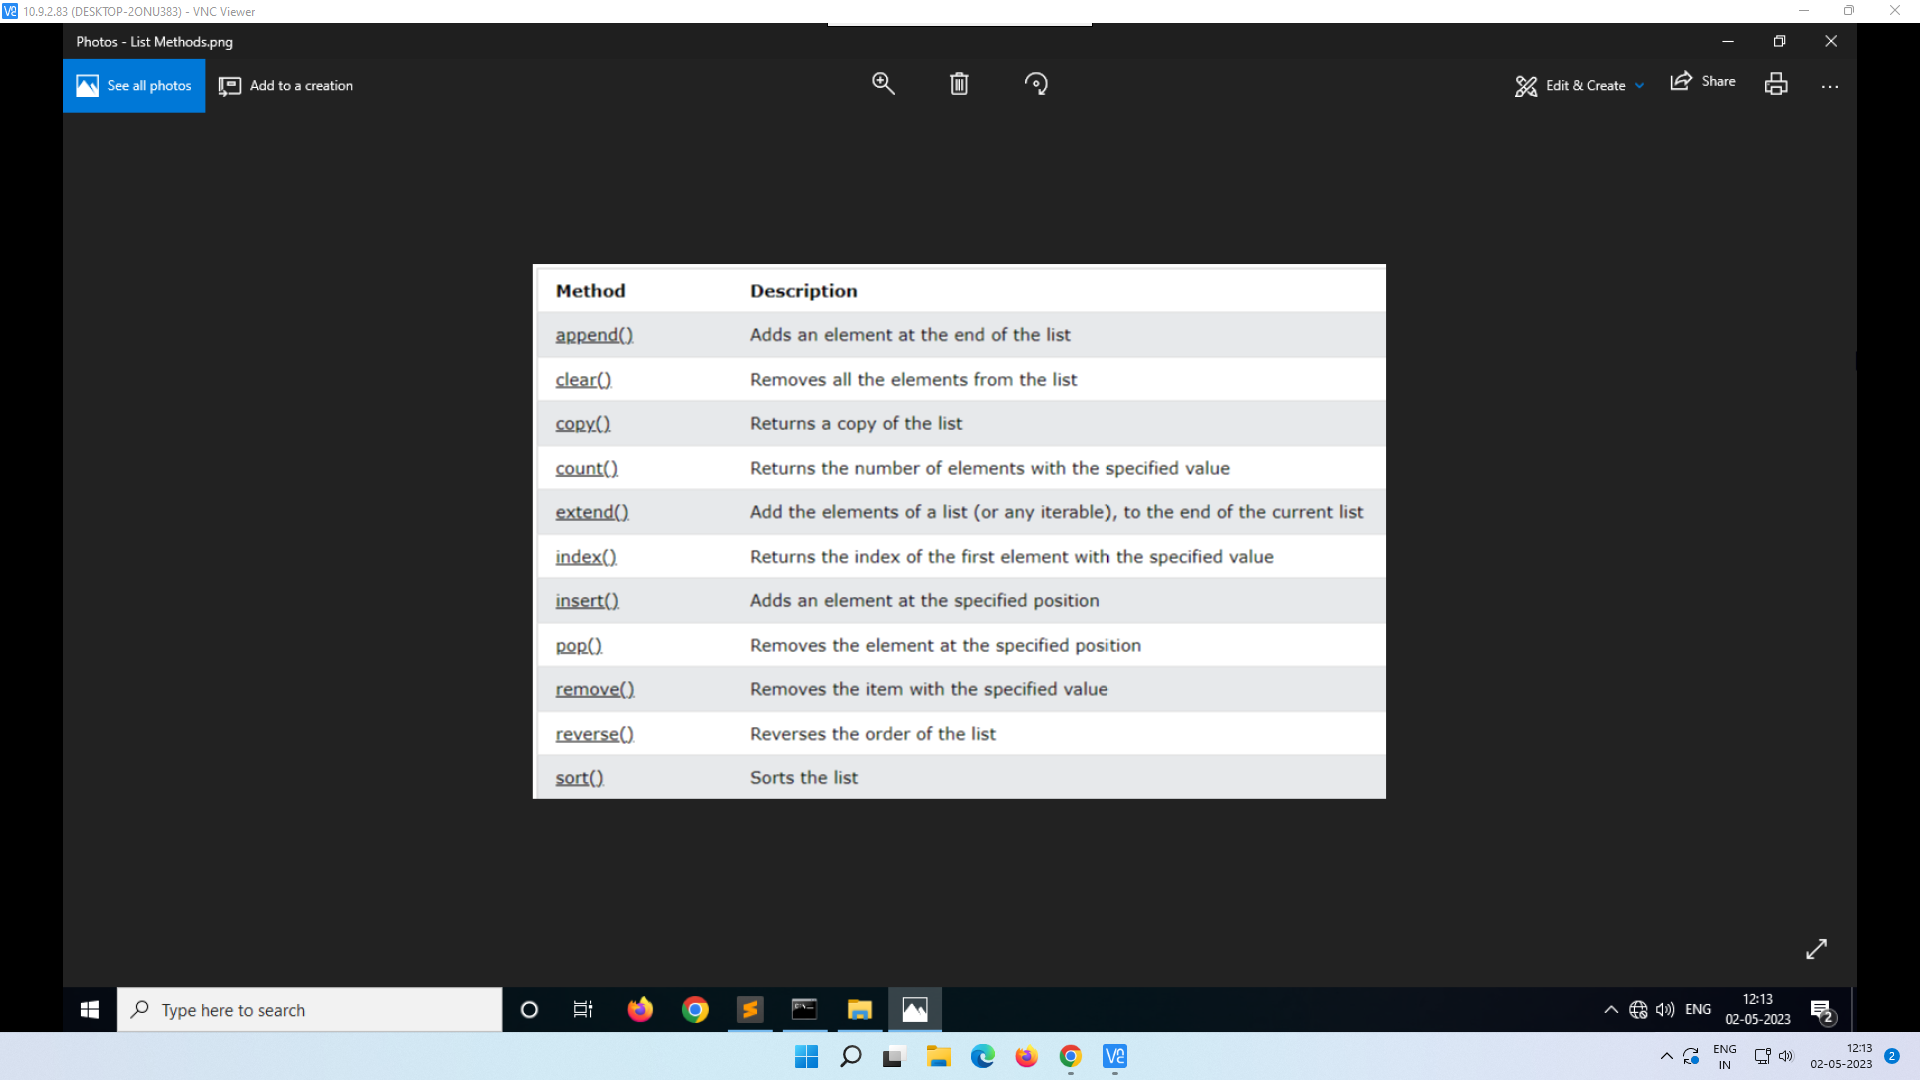 10.9.2.83 (DESKTOP-2ONU383) - VNC Viewer
Photos - List Methods.png
See all photos
Add to a creation
Edit & Create
Share
Method Description
append() Adds an element at the end of the list
clear() Removes all the elements from the list
copy() Returns a copy of the list
count() Returns the number of elements with the specified value
extend() Add the elements of a list (or any iterable), to the end of the current list
index() Returns the index of the first element with the specified value
insert() Adds an element at the specified position
pop() Removes the element at the specified position
remove() Removes the item with the specified value
reverse() Reverses the order of the list
sort() Sorts the list
Type here to search
ENG
12:13
02-05-2023
2
ENG
IN
12:13
02-05-2023
2